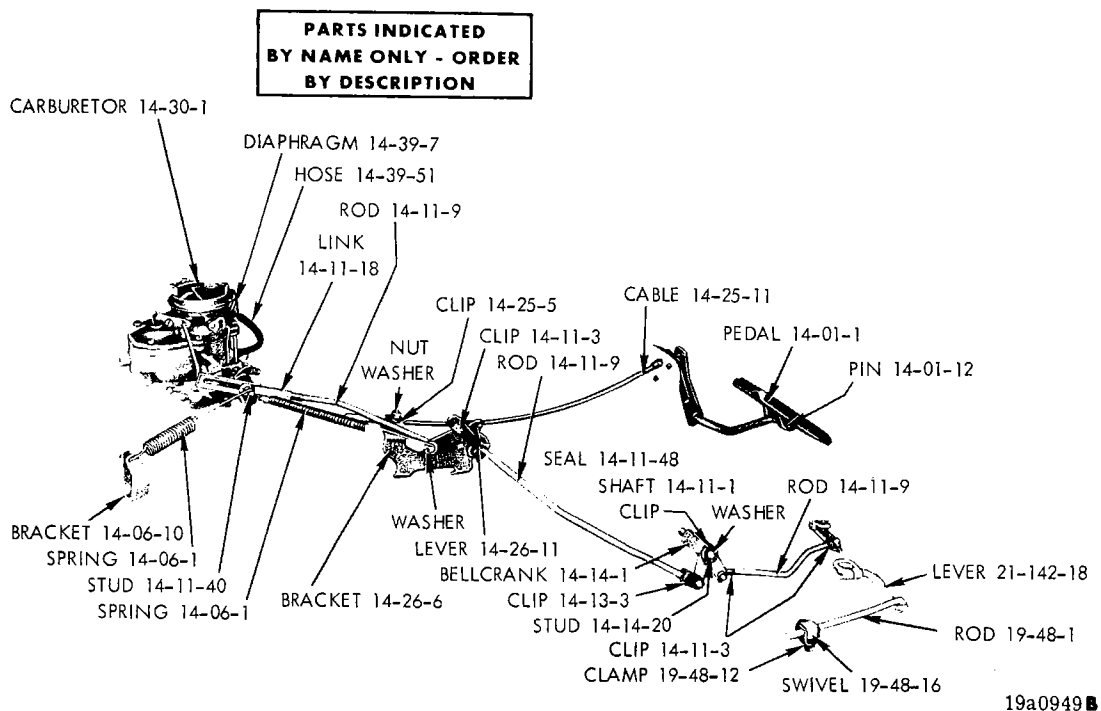 PARTS INDICATED
BY NAME ONLY - ORDER
BY DESCRIPTION
CARBURETOR 14-30-1
DIAPHRAGM 14-39-7
HOSE 14-39-51
ROD 14-11-9
LINK
14-11-18
CLIP 14-25-5
CABLE 14-25-11
CLIP 14-11-3
PEDAL 14-01-1
NUT
WASHER
ROD 14-11-9
PIN 14-01-12
SEAL 14-11-48
SHAFT 14-11-1
ROD 14-11-9
CLIP
WASHER
BRACKET 14-06-10
WASHER
SPRING 14-06-1
LEVER 14-26-11
STUD 14-11-40
BELLCRANK 14-14-1
LEVER 21-142-18
SPRING 14-06-1
BRACKET 14-26-6
CLIP 14-13-3
STUD 14-14-20
ROD 19-48-1
CLIP 14-11-3
CLAMP 19-48-12
SWIVEL 19-48-16
19a0949 B